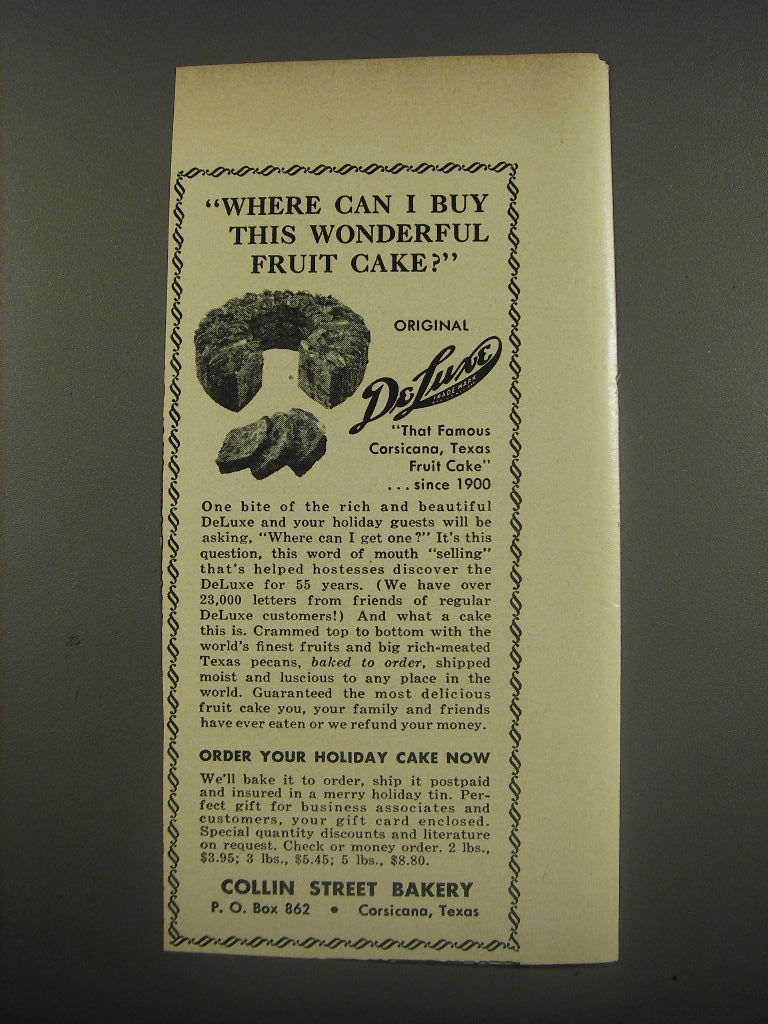 "WHERE CAN I BUY
THIS WONDERFUL
FRUIT CAKE?"
ORIGINAL
DeLuxe
TRADE MARK
"That Famous
Corsicana, Texas
Fruit Cake"
... since 1900
One bite of the rich and beautiful
DeLuxe and your holiday guests will be
asking, "Where can I get one?" It's this
question, this word of mouth "selling"
that's helped hostesses discover the
DeLuxe for 55 years. (We have over
23,000 letters from friends of regular
DeLuxe customers!) And what a cake
this is. Crammed top to bottom with the
world's finest fruits and big rich-meated
Texas pecans, baked to order, shipped
moist and luscious to any place in the
world. Guaranteed the most delicious
fruit cake you, your family and friends
have ever eaten or we refund your money.
ORDER YOUR HOLIDAY CAKE NOW
We'll bake it to order, ship it postpaid
and insured in a merry holiday tin. Per-
fect gift for business associates and
customers, your gift card enclosed.
Special quantity discounts and literature
on request. Check or money order. 2 lbs.,
$3.95; 3 lbs., $5.45; 5 lbs., $8.80.
COLLIN STREET BAKERY
P. O. Box 862 • Corsicana, Texas